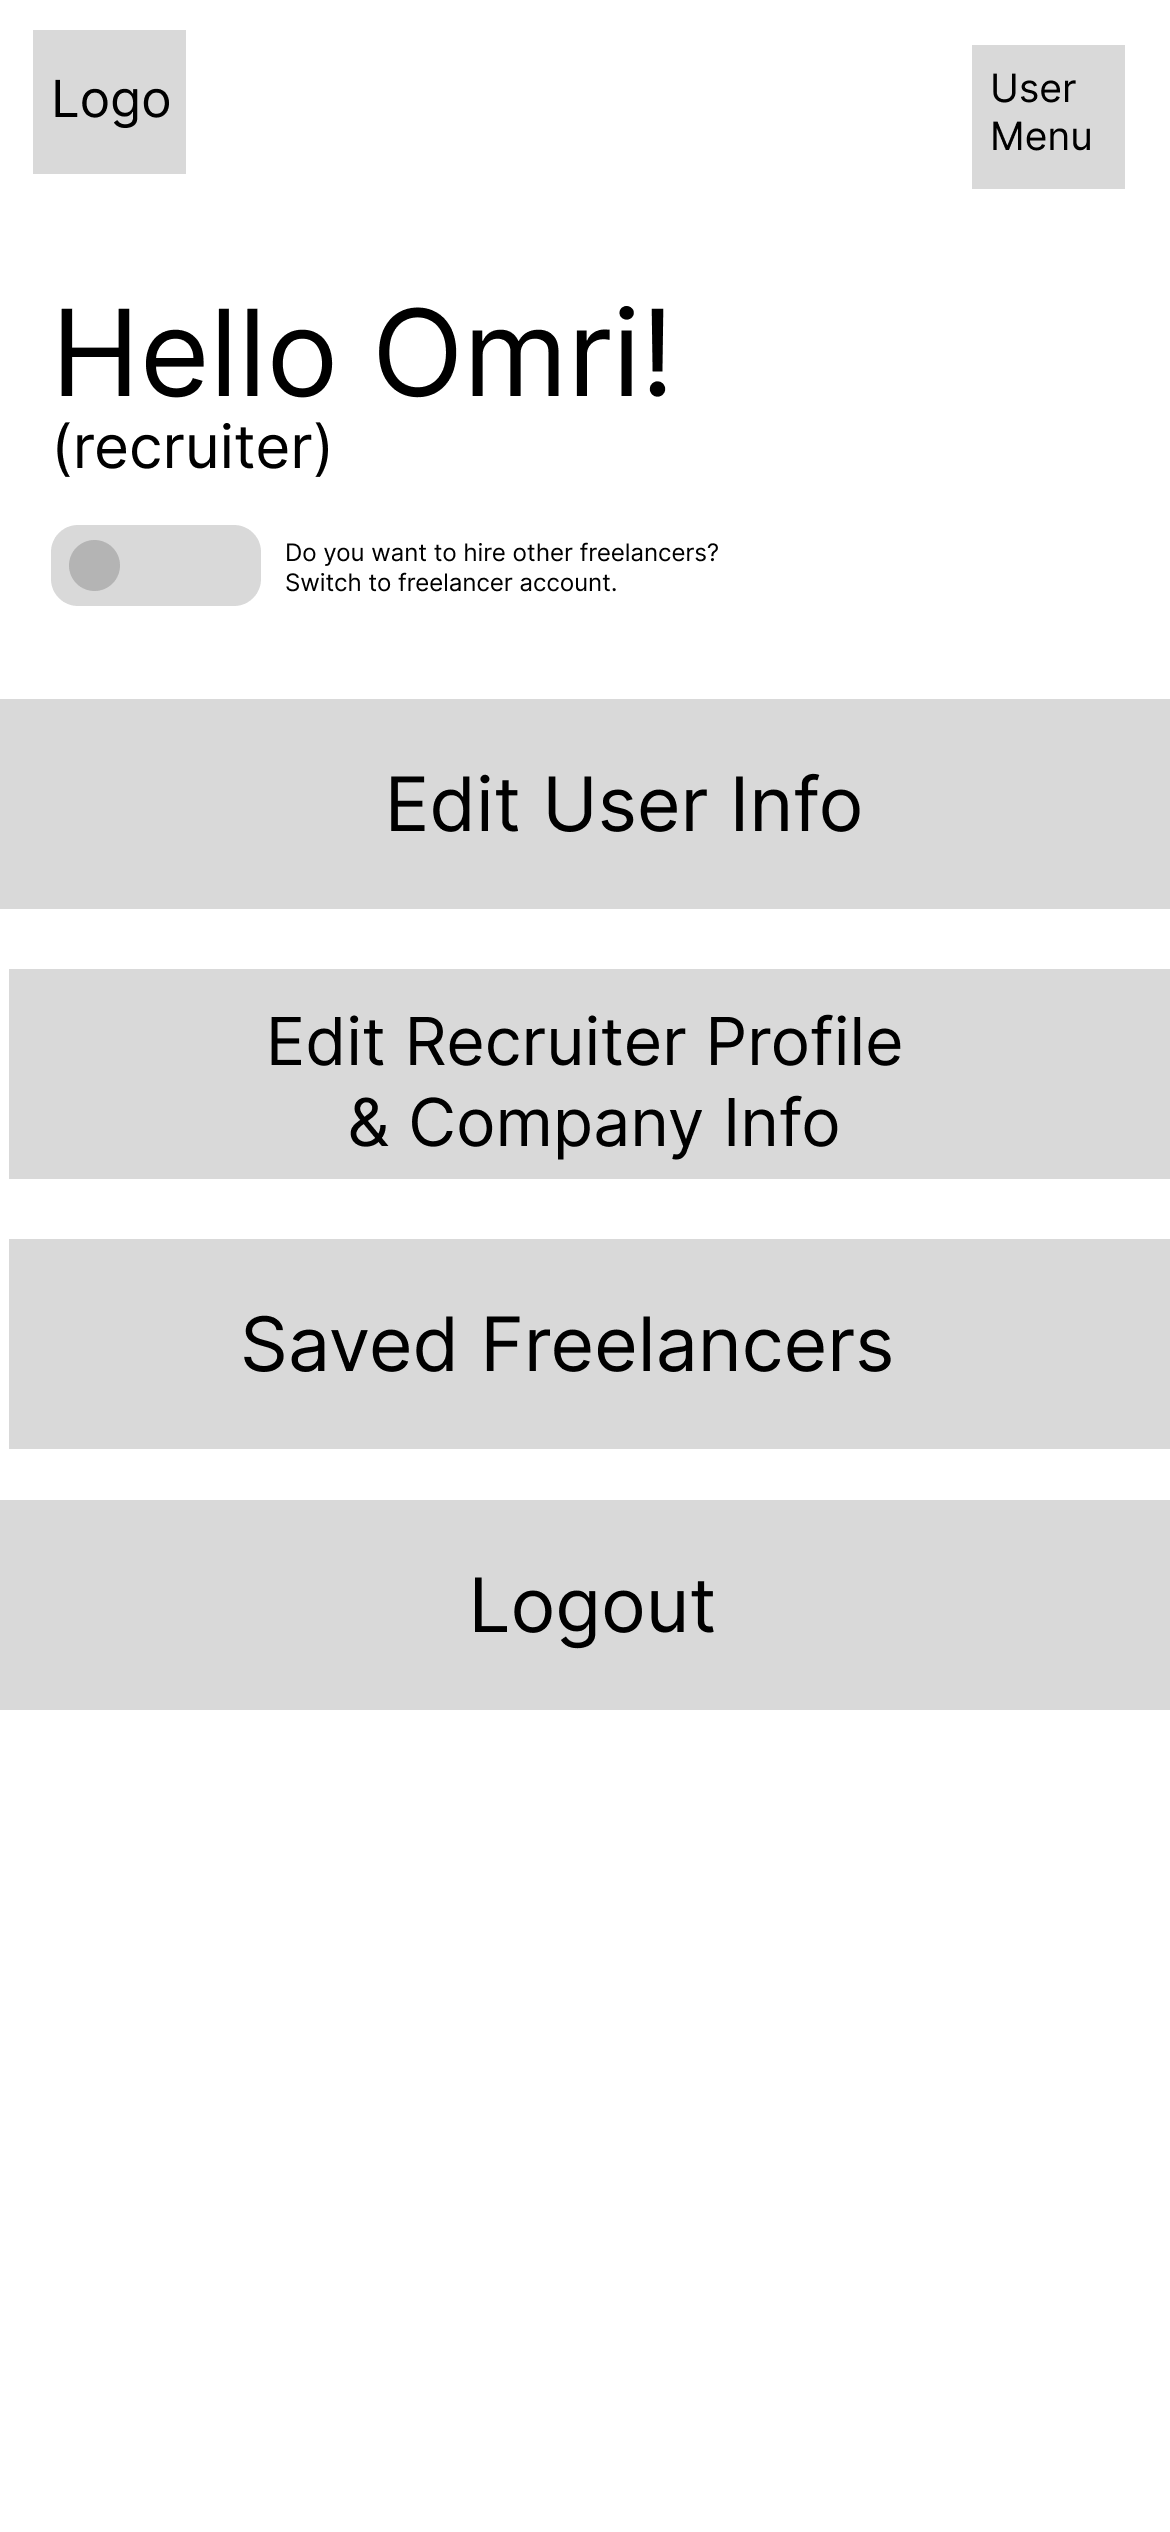 Logo
User
Menu
Hello Omri!
(recruiter)
Do you want to hire other freelancers?
Switch to freelancer account.
Edit User Info
Edit Recruiter Profile
& Company Info
Saved Freelancers
Logout